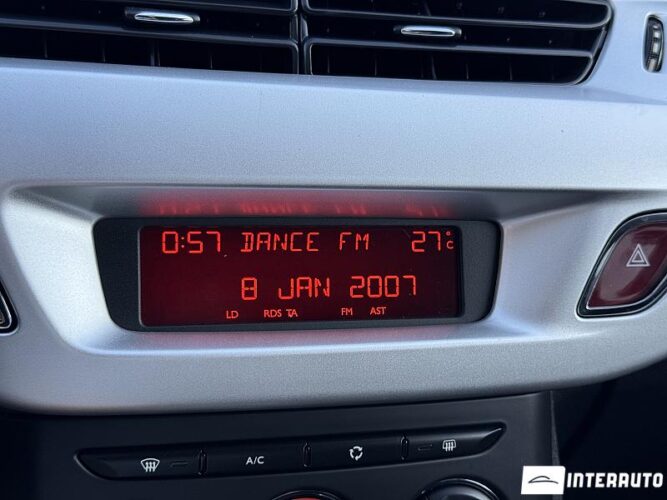 0:57 DANCE FM 27°C
8 JAN 2007
LD RDS TA FM AST
A/C
INTERAUTO